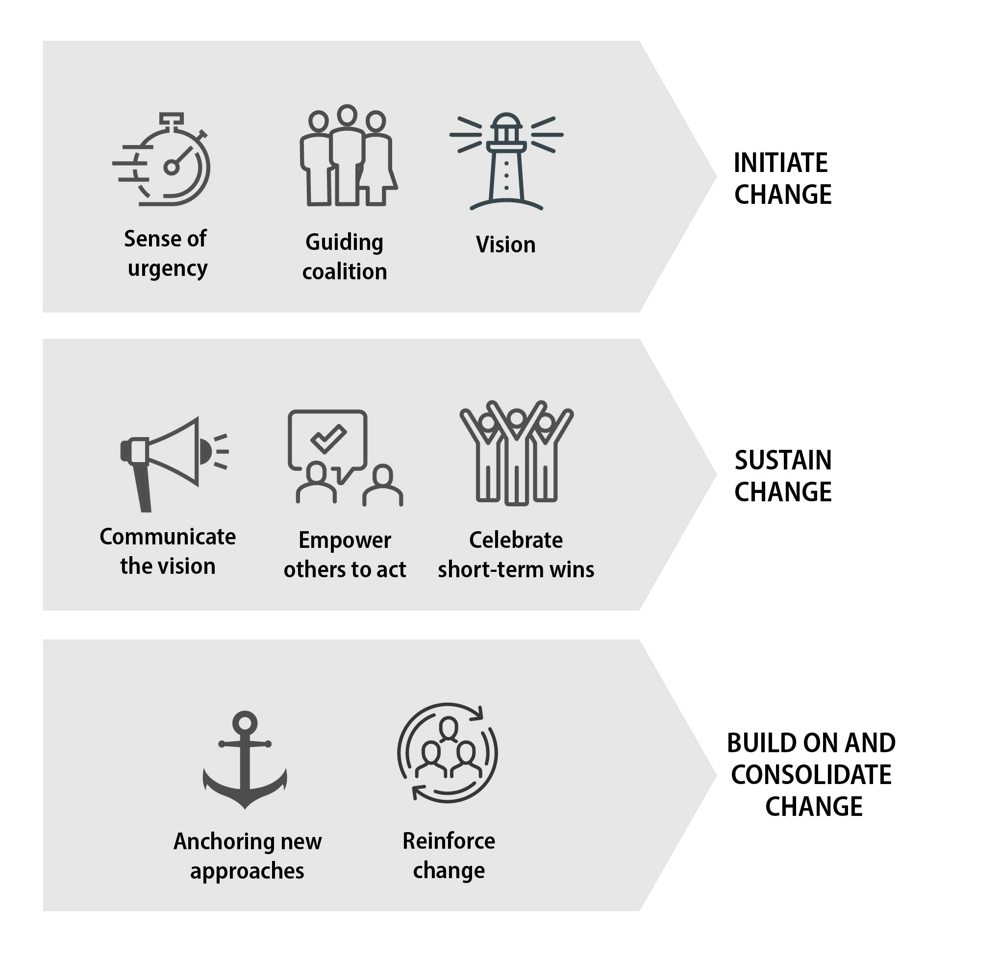 Sense of
urgency
Guiding
coalition
Vision
INITIATE
CHANGE
Communicate
the vision
Empower
others to act
Celebrate
short-term wins
SUSTAIN
CHANGE
Anchoring new
approaches
Reinforce
change
BUILD ON AND
CONSOLIDATE
CHANGE